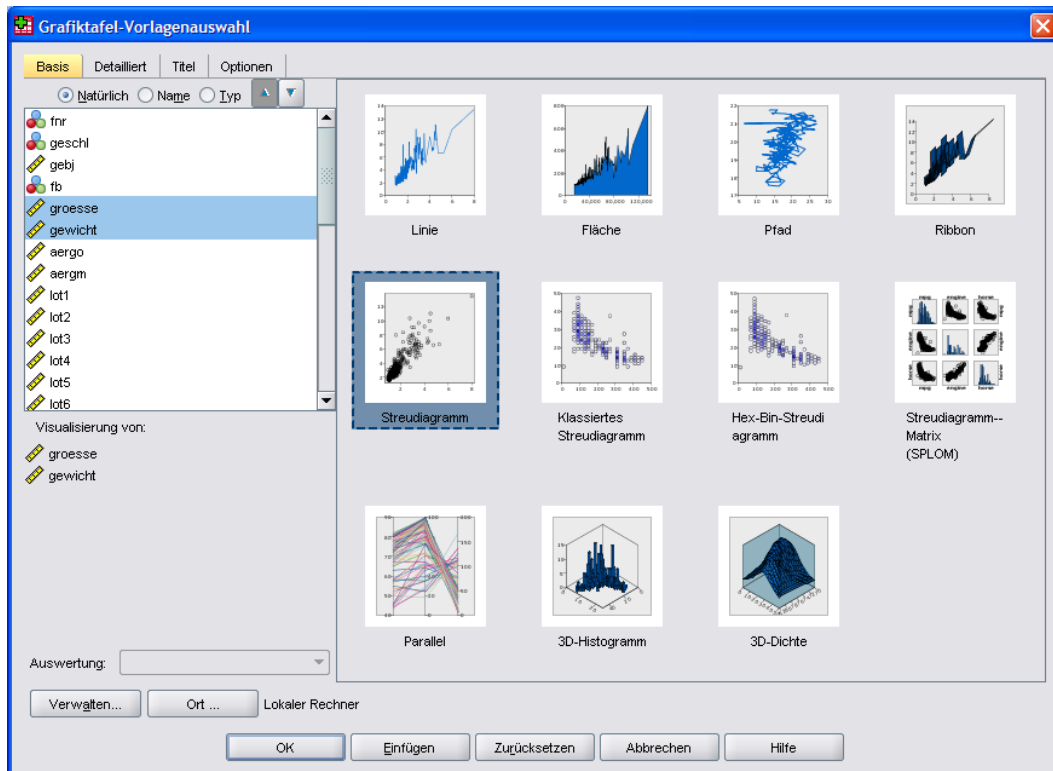 Grafiktafel-Vorlagenauswahl
Basis Detailliert Titel Optionen
Natürlich Name Typ
fnr
geschl
gebj
fb
groesse
gewicht
aergo
aergm
lot1
lot2
lot3
lot4
lot5
lot6
Visualisierung von:
groesse
gewicht
Auswertung:
Linie
Fläche
Pfad
Ribbon
Streudiagramm
Klassiertes
Streudiagramm
Hex-Bin-Streudi
agramm
Streudiagramm--
Matrix
(SPLOM)
Parallel
3D-Histogramm
3D-Dichte
Verwalten... Ort ... Lokaler Rechner
OK Einfügen Zurücksetzen Abbrechen Hilfe